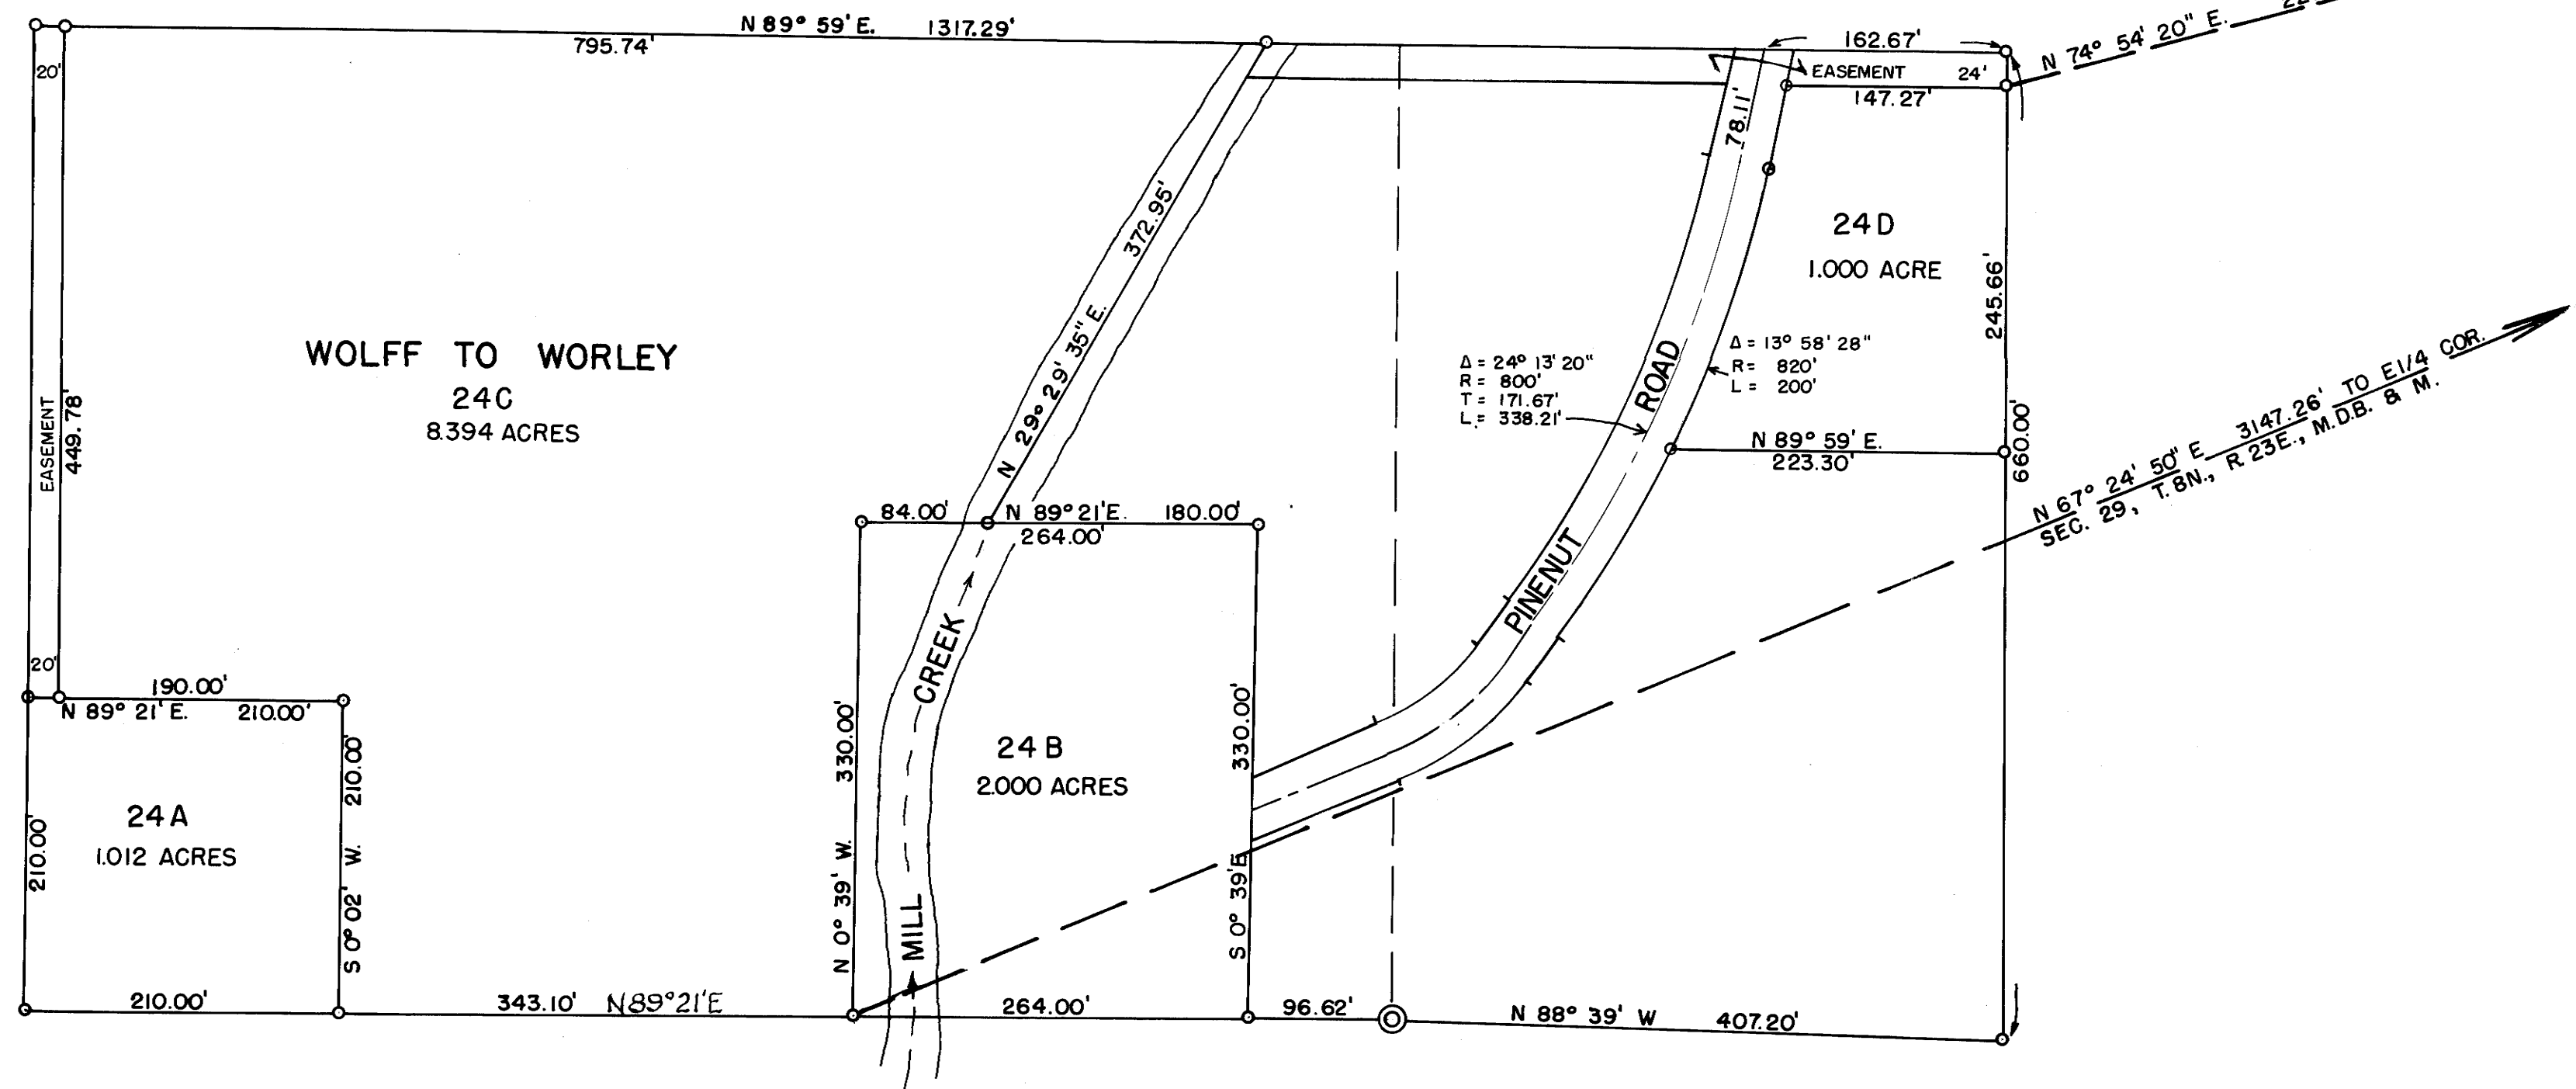 N 89° 59' E. 1317.29'
795.74'
162.67'
20'
EASEMENT 24'
147.27'
N 74° 54' 20" E.
78.11'
372.95'
N 29° 29' 35" E.
24D
1.000 ACRE
245.66'
WOLFF TO WORLEY
24C
8.394 ACRES
EASEMENT
449.78'
Δ = 24° 13' 20"
R = 800'
T = 171.67'
L = 338.21'
Δ = 13° 58' 28"
R = 820'
L = 200'
PINENUT ROAD
N 89° 59' E.
223.30'
660.00'
N 67° 24' 50" E 3147.26' TO E1/4 COR.
SEC. 29, T. 8N., R. 23E., M.D.B. & M.
84.00' N 89° 21' E. 180.00'
264.00'
20'
190.00'
N 89° 21' E. 210.00'
210.00'
S 0° 02' W.
210.00'
24A
1.012 ACRES
330.00'
N 0° 39' W.
MILL CREEK
24B
2.000 ACRES
330.00'
S 0° 39' E
210.00'
343.10' N89°21'E
264.00'
96.62'
N 88° 39' W 407.20'